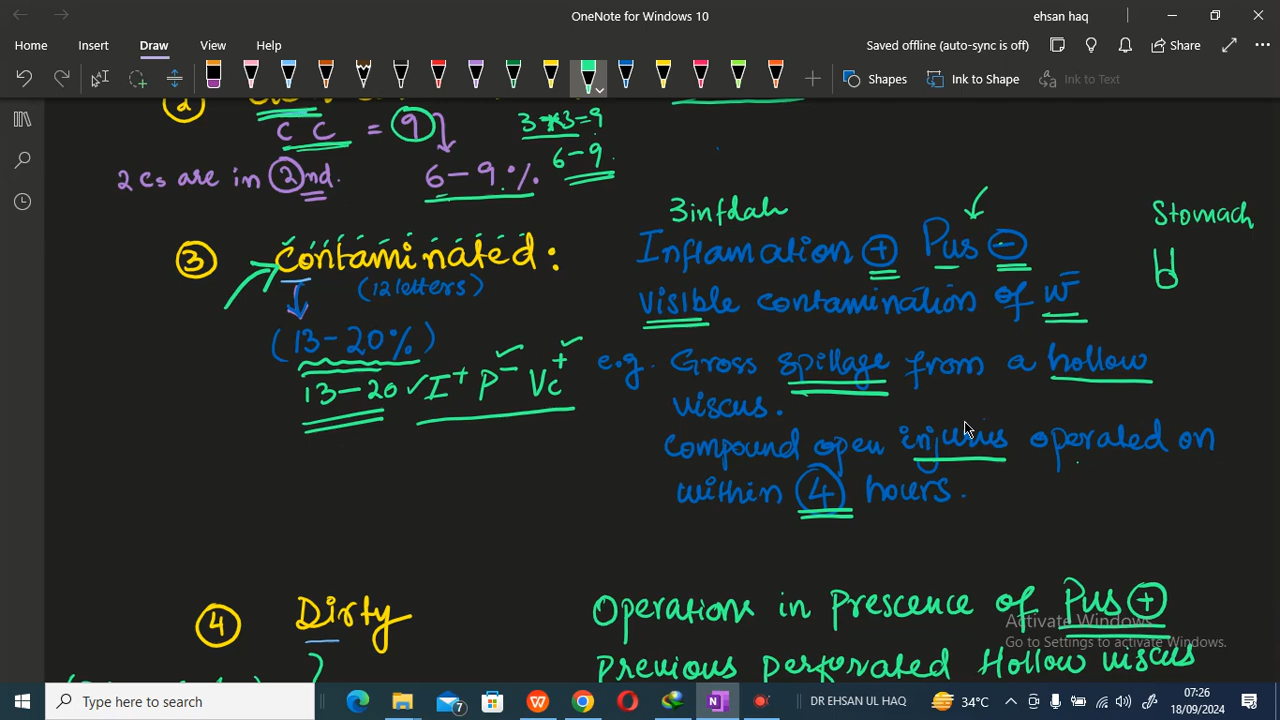 OneNote for Windows 10
ehsan haq
Home Insert Draw View Help
Saved offline (auto-sync is off)
Share
Shapes
Ink to Shape
Ink to Text
2
C C = 9
3 * 3 = 9
6 - 9
2 Cs are in 2nd.
6 - 9 . %
3 Contaminated :
(12 letters)
(13 - 20 %)
13 - 20 ✓ I + P - Vc +
Inflamation + Pus -
Stomach
visible contamination of w̅
e.g. Gross spillage from a hollow
viscus.
Compound open injuries operated on
within 4 hours.
4 Dirty
Operations in prescence of Pus +
Previous perforated Hollow viscus
Activate Windows
Go to Settings to activate Windows.
Type here to search
7
DR EHSAN UL HAQ
34°C
07:26
18/09/2024